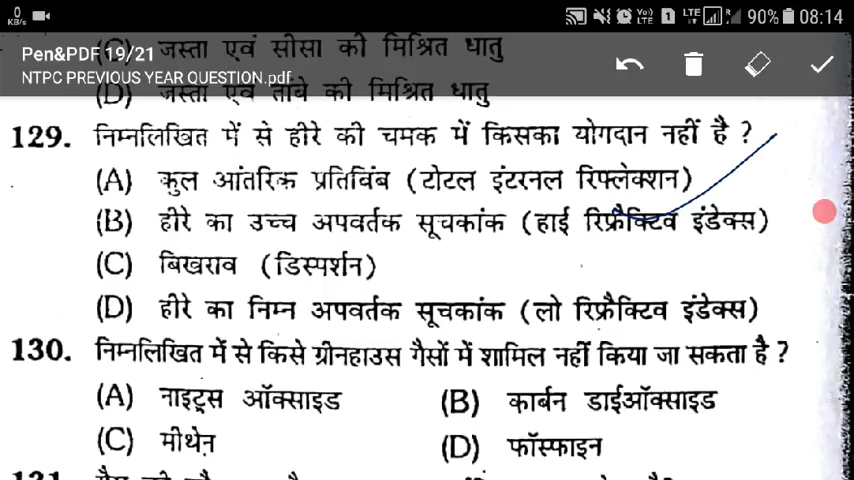 0
KB/s
LTE 90% 08:14
Pen&PDF 19/21
NTPC PREVIOUS YEAR QUESTION.pdf
(C) जस्ता एवं सीसा की मिश्रित धातु
(D) जस्ता एवं तांबे की मिश्रित धातु
129. निम्नलिखित में से हीरे की चमक में किसका योगदान नहीं है ?
(A) कुल आंतरिक प्रतिविंब (टोटल इंटरनल रिफ्लेक्शन)
(B) हीरे का उच्च अपवर्तक सूचकांक (हाई रिफ्रैक्टिव इंडेक्स)
(C) बिखराव (डिस्पर्शन)
(D) हीरे का निम्न अपवर्तक सूचकांक (लो रिफ्रैक्टिव इंडेक्स)
130. निम्नलिखित में से किसे ग्रीनहाउस गैसों में शामिल नहीं किया जा सकता है ?
(A) नाइट्रस ऑक्साइड (B) कार्बन डाईऑक्साइड
(C) मीथेन (D) फॉस्फाइन